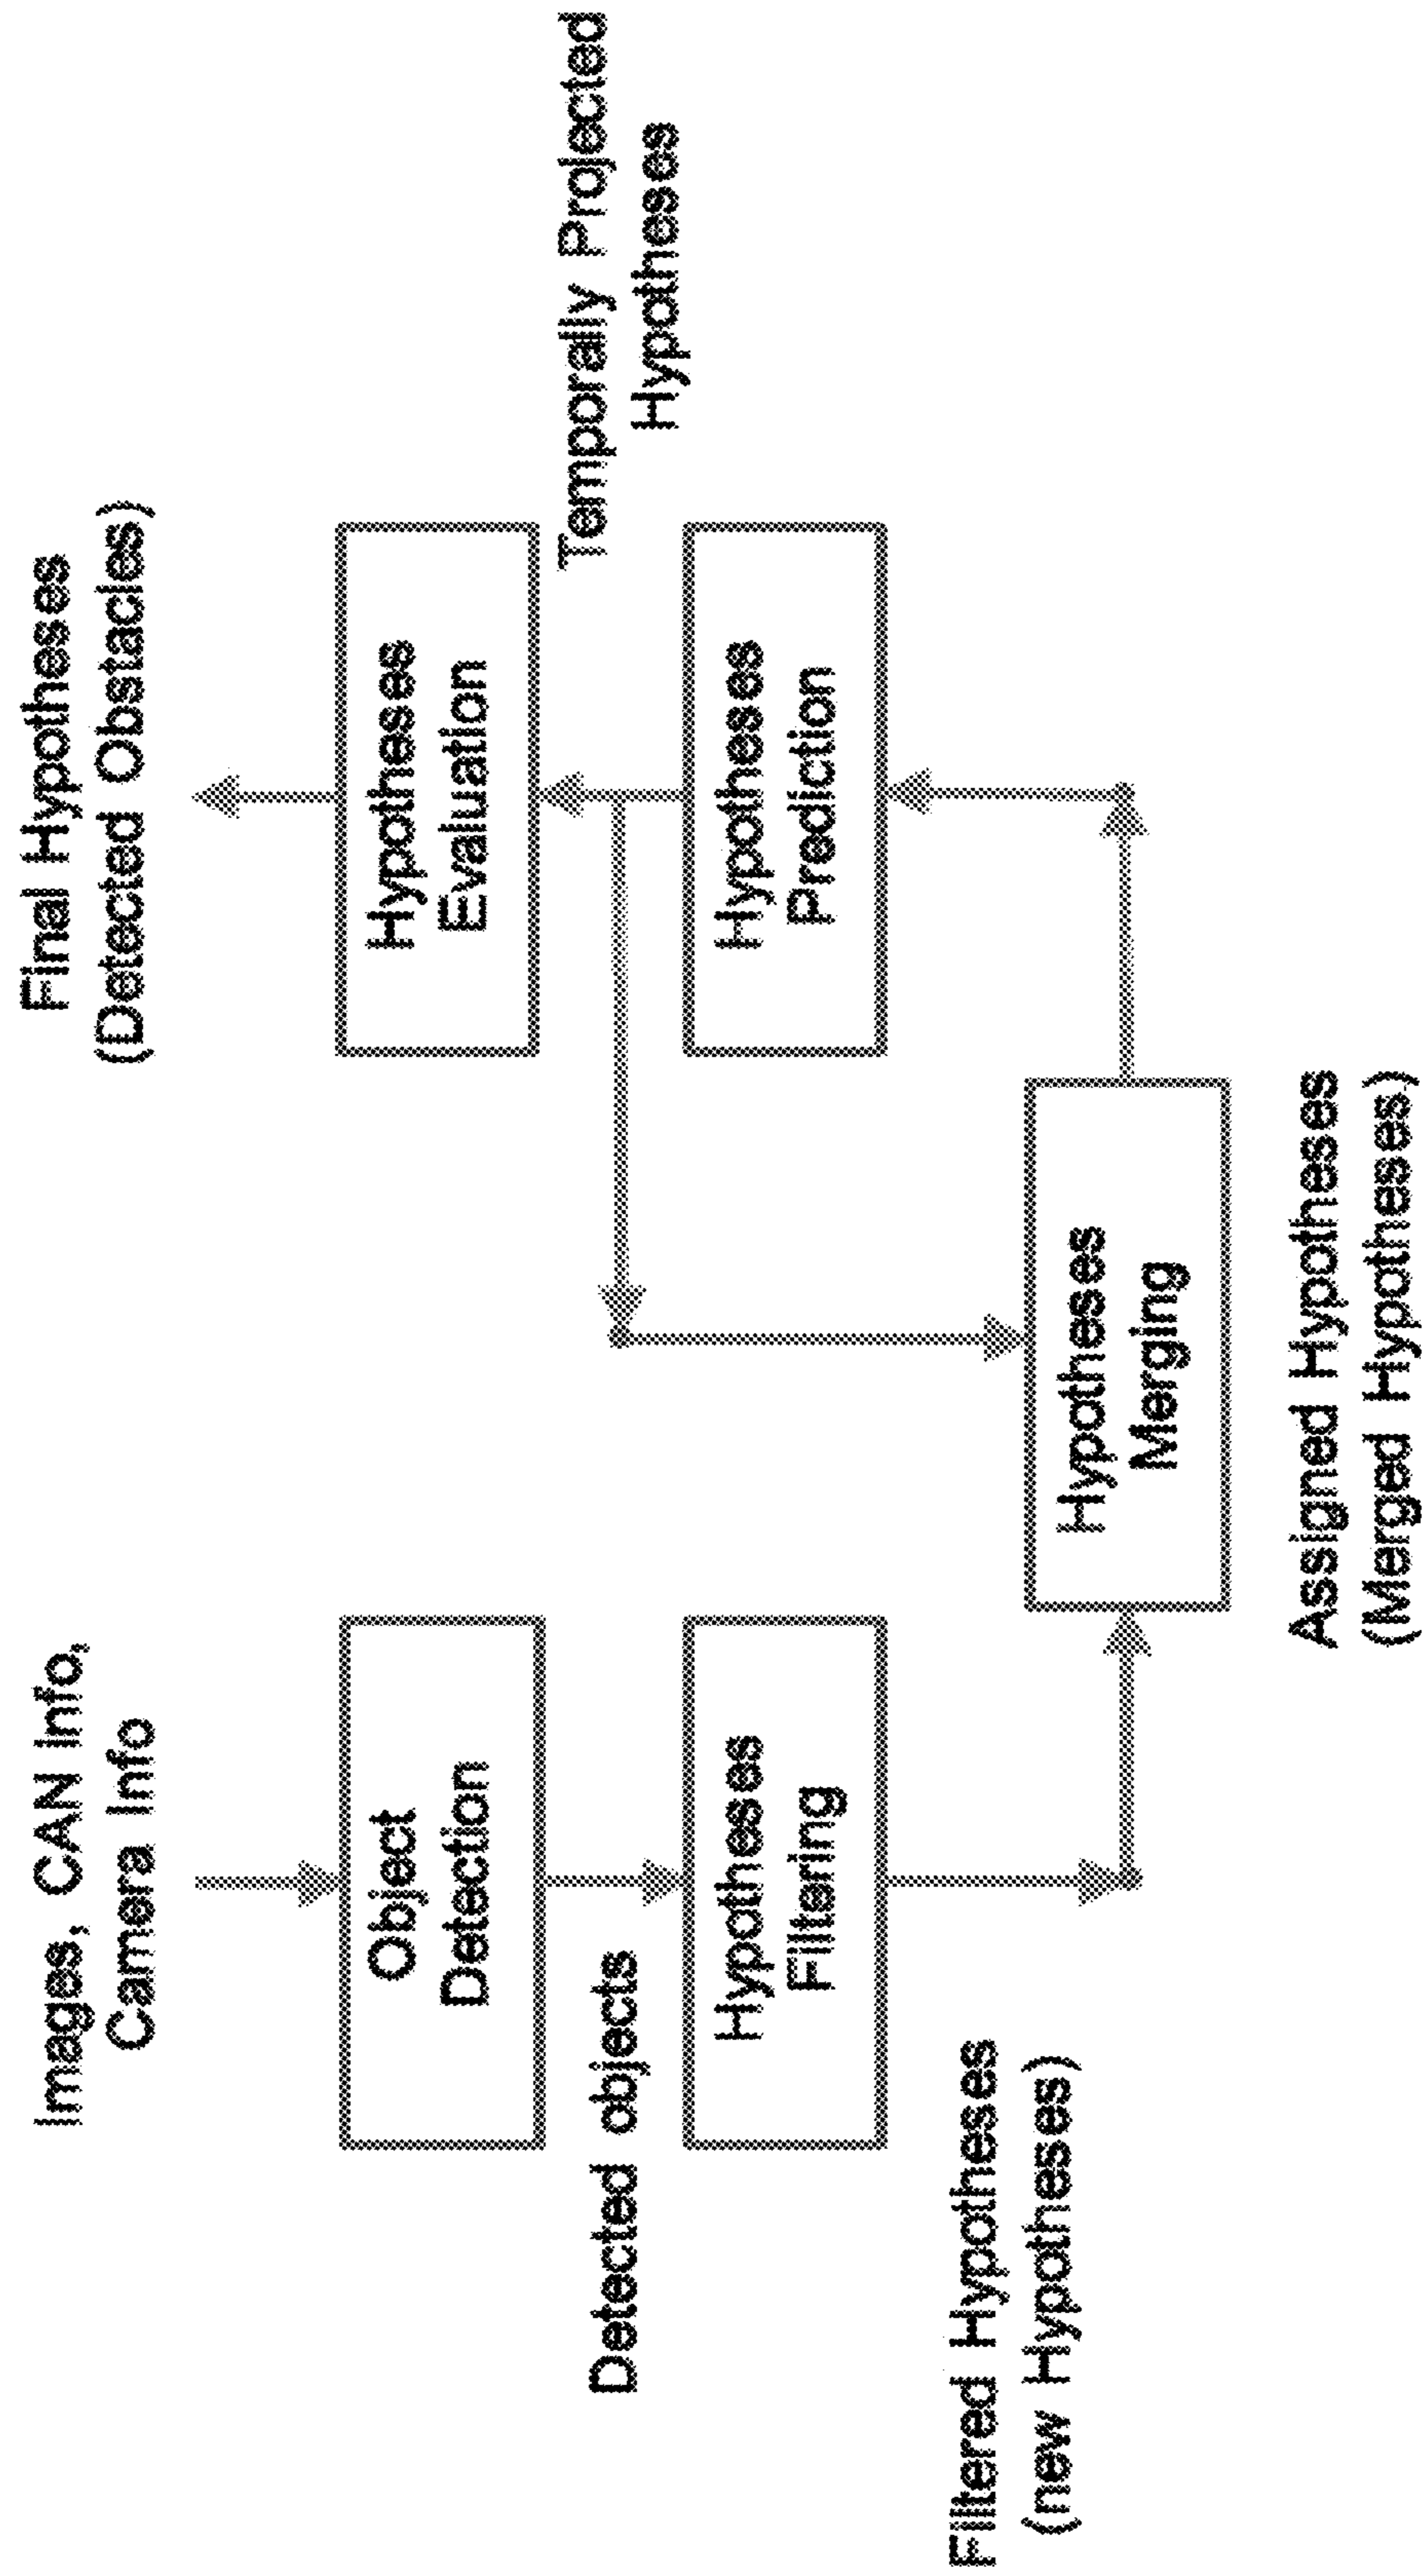 Images, CAN Info,
Camera Info
Object
Detection
Detected objects
Hypotheses
Filtering
Filtered Hypotheses
(new Hypotheses)
Hypotheses
Merging
Assigned Hypotheses
(Merged Hypotheses)
Hypotheses
Prediction
Temporally Projected
Hypotheses
Hypotheses
Evaluation
Final Hypotheses
(Detected Obstacles)